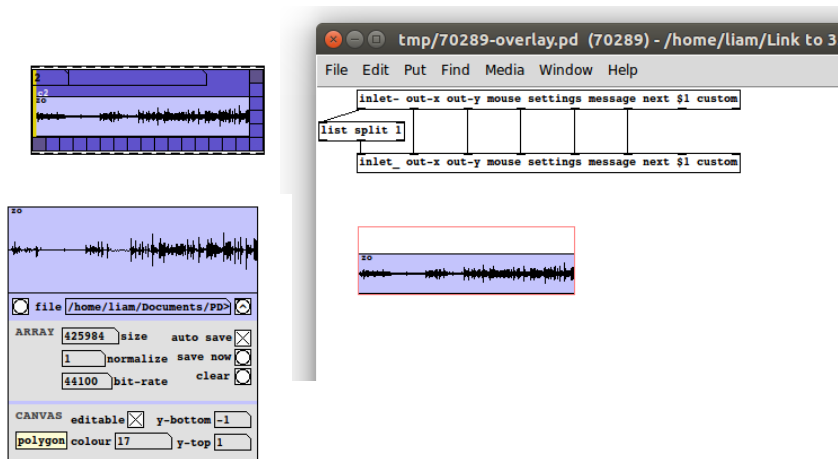 2
c2
zo
zo
file /home/liam/Documents/PD>
ARRAY 425984 size auto save
1 normalize save now
44100 bit-rate clear
CANVAS editable y-bottom -1
polygon colour 17 y-top 1
tmp/70289-overlay.pd (70289) - /home/liam/Link to 3
File Edit Put Find Media Window Help
inlet- out-x out-y mouse settings message next $1 custom
list split 1
inlet_ out-x out-y mouse settings message next $1 custom
zo